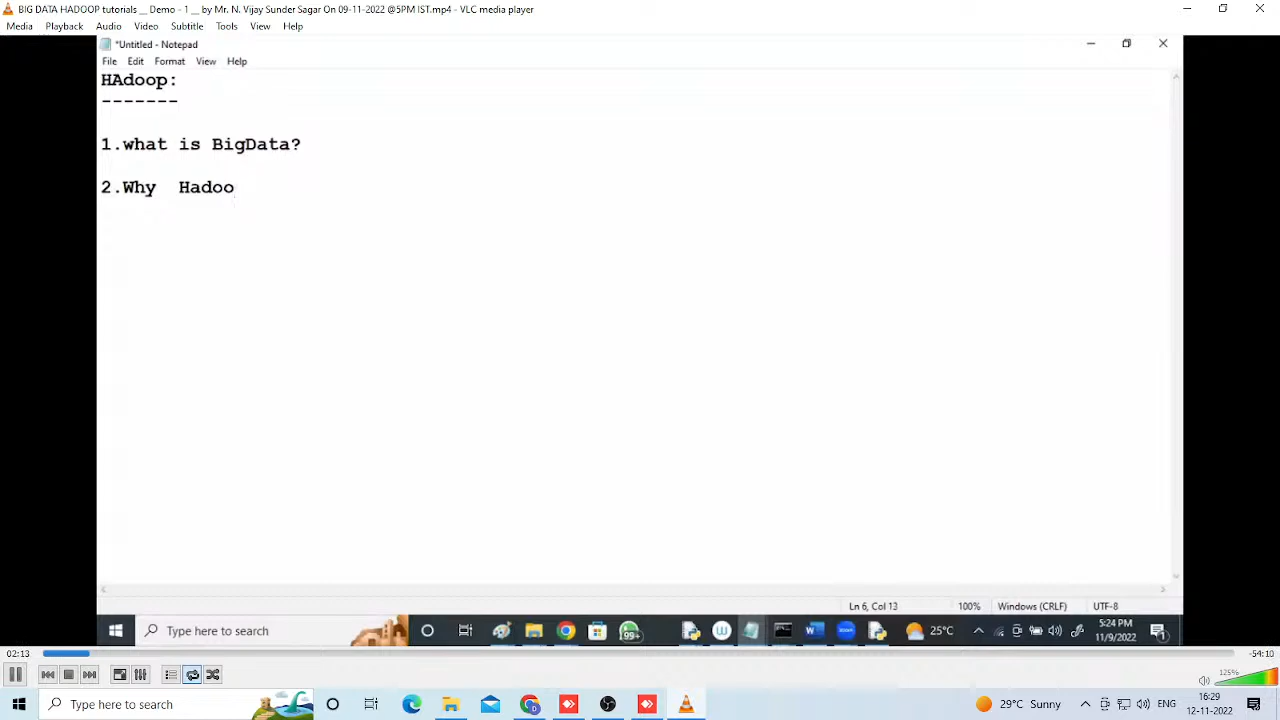 BIG DATA HADOOP tutorials __ Demo - 1 __ by Mr. N. Vijay Sunder Sagar On 09-11-2022 @5PM IST.mp4 - VLC media player
Media Playback Audio Video Subtitle Tools View Help
*Untitled - Notepad
File Edit Format View Help
HAdoop:
-------
1.what is BigData?
2.Why  Hadoo
Ln 6, Col 13 100% Windows (CRLF) UTF-8
Type here to search
99+
25°C
5:24 PM
11/9/2022
02:13
-54:10
125%
Type here to search
29°C Sunny
ENG
16:29
12-11-2022